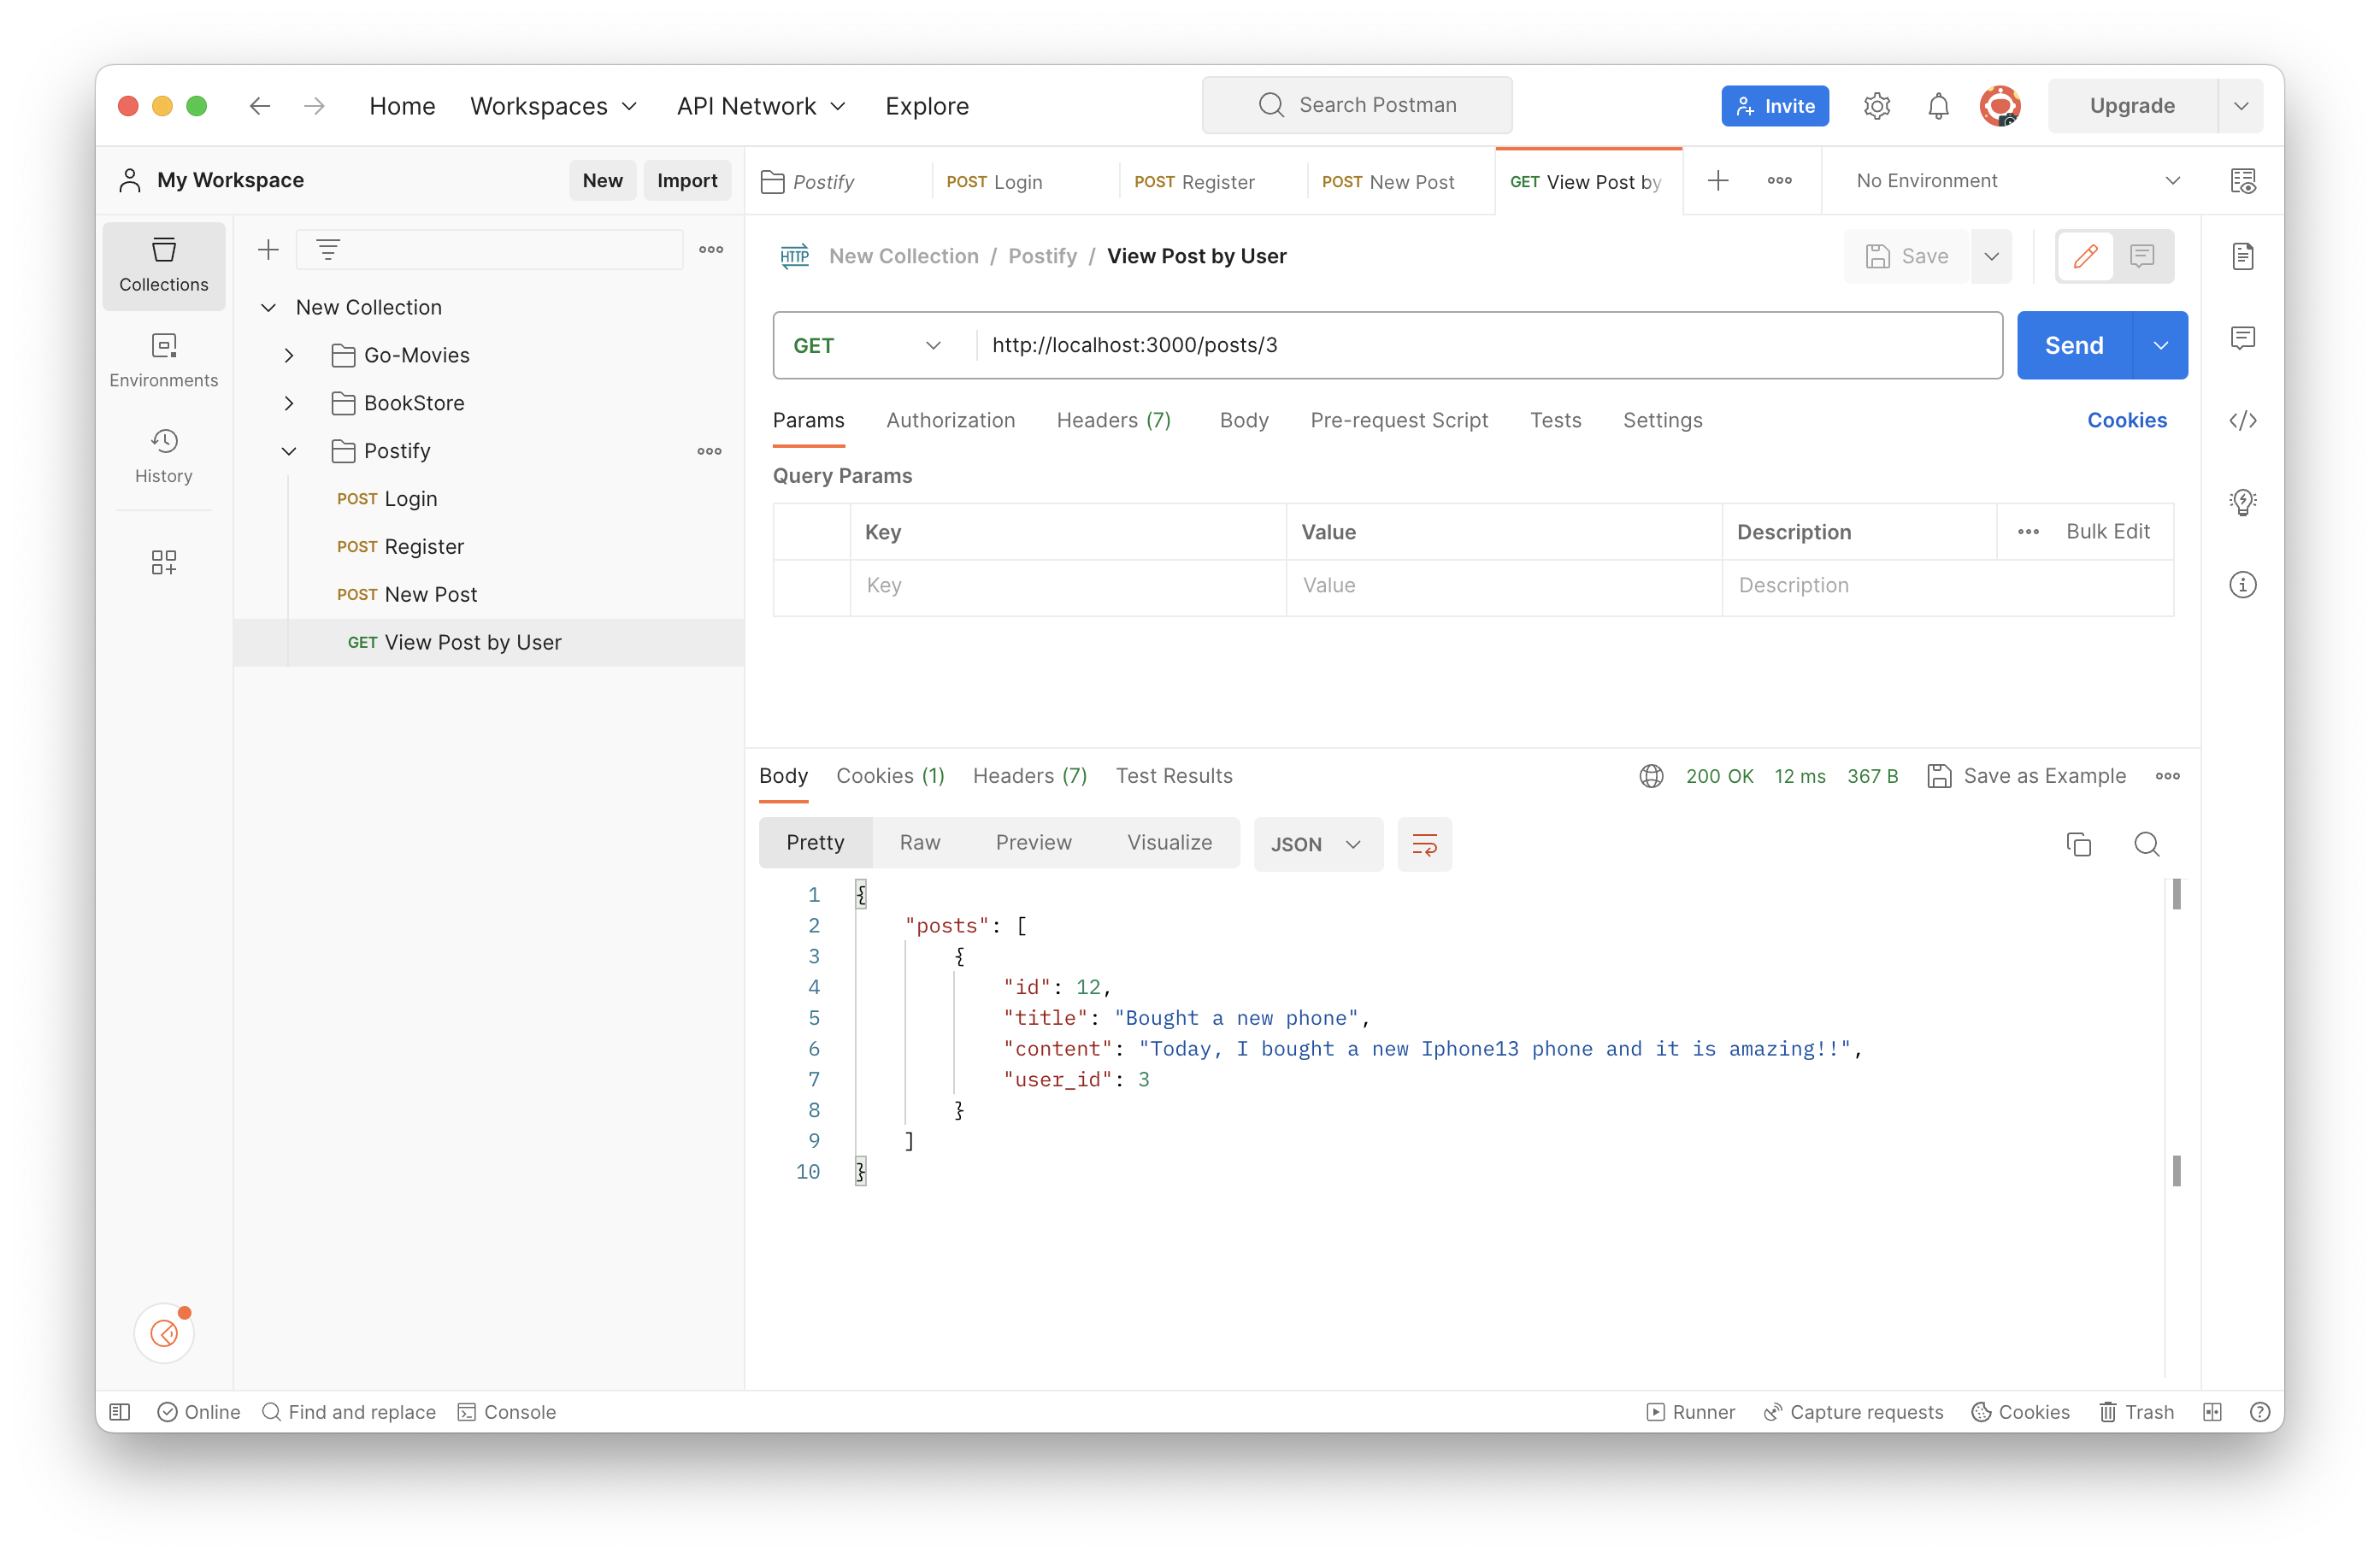 Home Workspaces API Network Explore Search Postman Invite Upgrade
My Workspace New Import
Postify POST Login POST Register POST New Post GET View Post by No Environment
Collections
Environments
History
New Collection
Go-Movies
BookStore
Postify
POST Login
POST Register
POST New Post
GET View Post by User
HTTP New Collection / Postify / View Post by User Save
GET http://localhost:3000/posts/3 Send
Params Authorization Headers (7) Body Pre-request Script Tests Settings Cookies
Query Params
Key Value Description Bulk Edit
Key Value Description
Body Cookies (1) Headers (7) Test Results 200 OK 12 ms 367 B Save as Example
Pretty Raw Preview Visualize JSON
1 {
2 "posts": [
3 {
4 "id": 12,
5 "title": "Bought a new phone",
6 "content": "Today, I bought a new Iphone13 phone and it is amazing!!",
7 "user_id": 3
8 }
9 ]
10 }
Online Find and replace Console Runner Capture requests Cookies Trash